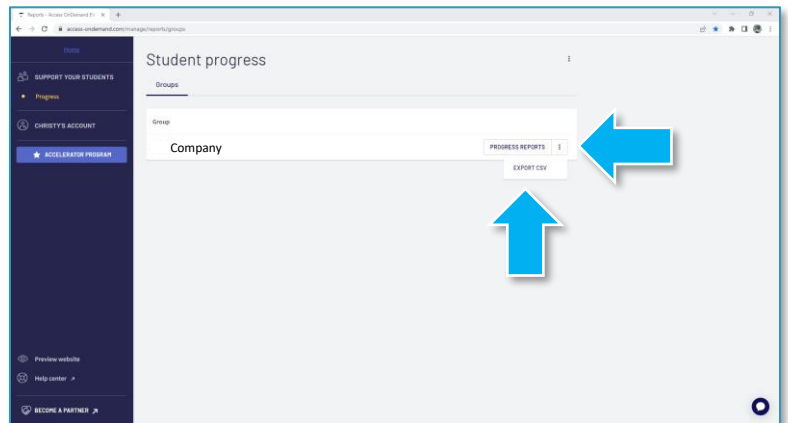 Reports - Access OnDemand En
access-ondemand.com/manage/reports/groups
Home
SUPPORT YOUR STUDENTS
Progress
CHRISTY'S ACCOUNT
ACCELERATOR PROGRAM
Preview website
Help center
BECOME A PARTNER
Student progress
Groups
Group
Company
PROGRESS REPORTS
EXPORT CSV